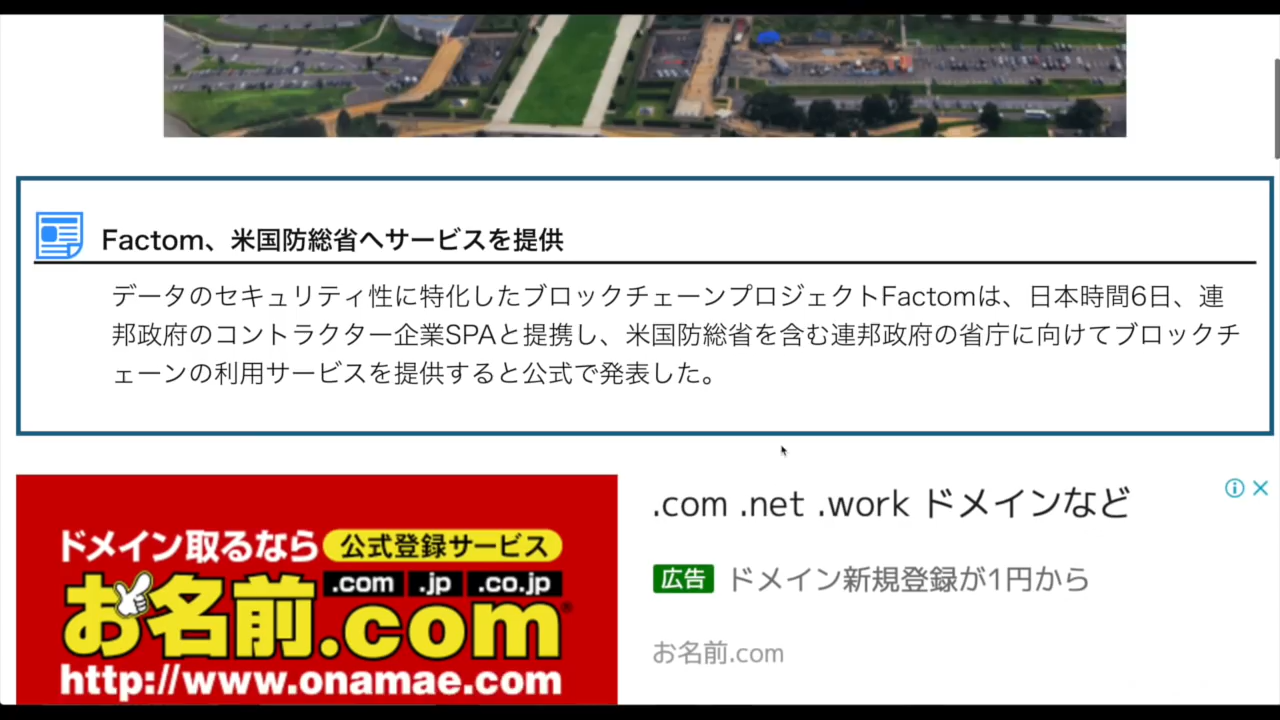 Factom、米国防総省へサービスを提供
データのセキュリティ性に特化したブロックチェーンプロジェクトFactomは、日本時間6日、連
邦政府のコントラクター企業SPAと提携し、米国防総省を含む連邦政府の省庁に向けてブロックチ
ェーンの利用サービスを提供すると公式で発表した。
ドメイン取るなら 公式登録サービス
.com .jp .co.jp
お名前.com
http://www.onamae.com
.com .net .work ドメインなど
広告 ドメイン新規登録が1円から
お名前.com